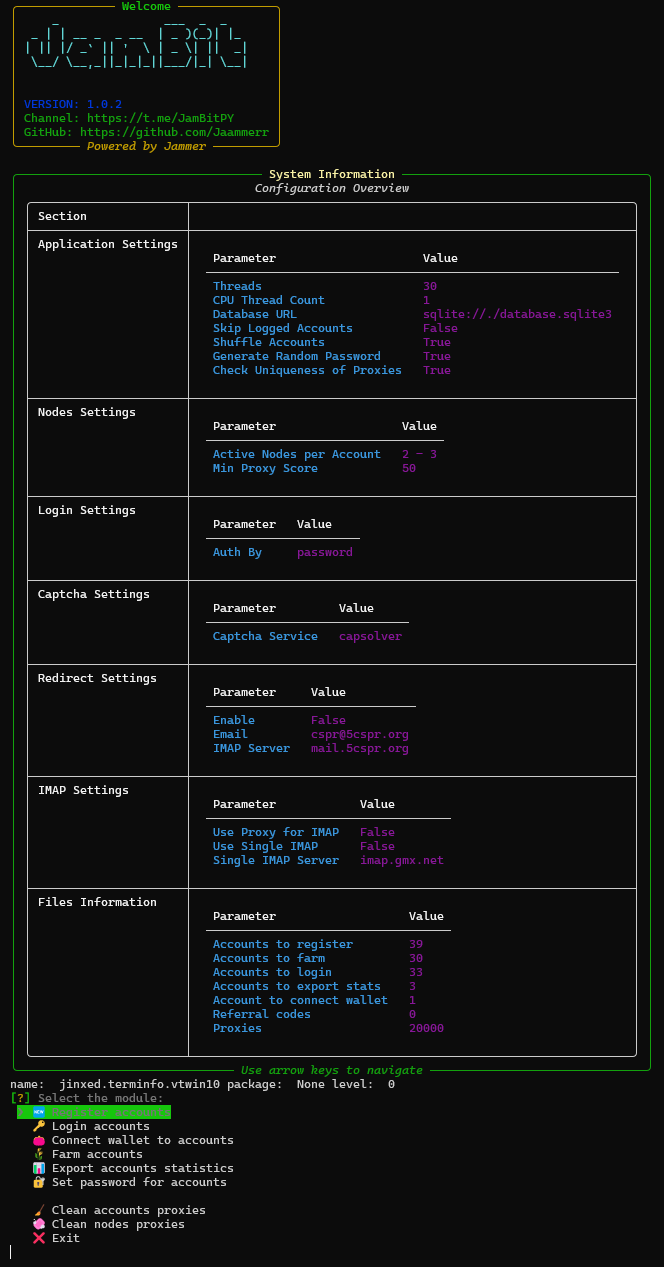 Welcome
JamBit
VERSION: 1.0.2
Channel: https://t.me/JamBitPY
GitHub: https://github.com/Jaammerr
Powered by Jammer
System Information
Configuration Overview
Section
Application Settings
Parameter Value
Threads 30
CPU Thread Count 1
Database URL sqlite://./database.sqlite3
Skip Logged Accounts False
Shuffle Accounts True
Generate Random Password True
Check Uniqueness of Proxies True
Nodes Settings
Parameter Value
Active Nodes per Account 2 - 3
Min Proxy Score 50
Login Settings
Parameter Value
Auth By password
Captcha Settings
Parameter Value
Captcha Service capsolver
Redirect Settings
Parameter Value
Enable False
Email cspr@5cspr.org
IMAP Server mail.5cspr.org
IMAP Settings
Parameter Value
Use Proxy for IMAP False
Use Single IMAP False
Single IMAP Server imap.gmx.net
Files Information
Parameter Value
Accounts to register 39
Accounts to farm 30
Accounts to login 33
Accounts to export stats 3
Account to connect wallet 1
Referral codes 0
Proxies 20000
Use arrow keys to navigate
name:  jinxed.terminfo.vtwin10 package:  None level:  0
[?] Select the module:
🆕 Register accounts
🔑 Login accounts
👛 Connect wallet to accounts
Farm accounts
📊 Export accounts statistics
🔐 Set password for accounts
🖌 Clean accounts proxies
Clean nodes proxies
❌ Exit